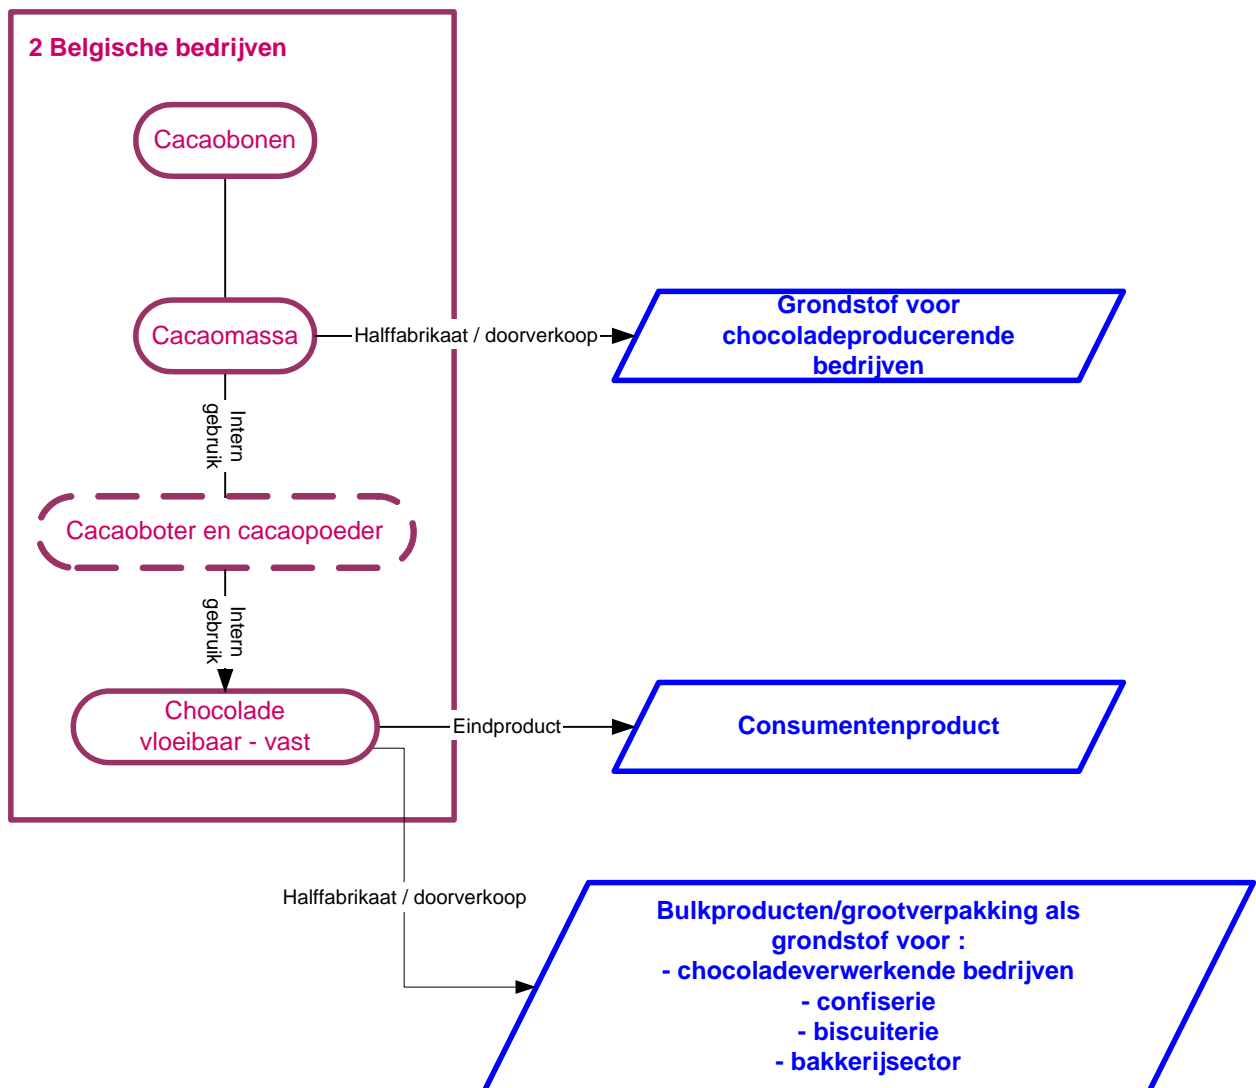 2 Belgische bedrijven
Cacaobonen
Cacaomassa
Halffabrikaat / doorverkoop
Grondstof voor
chocoladeproducerende
bedrijven
Intern
gebruik
Cacaoboter en cacaopoeder
Intern
gebruik
Chocolade
vloeibaar - vast
Eindproduct
Consumentenproduct
Halffabrikaat / doorverkoop
Bulkproducten/grootverpakking als
grondstof voor :
- chocoladeverwerkende bedrijven
- confiserie
- biscuiterie
- bakkerijsector